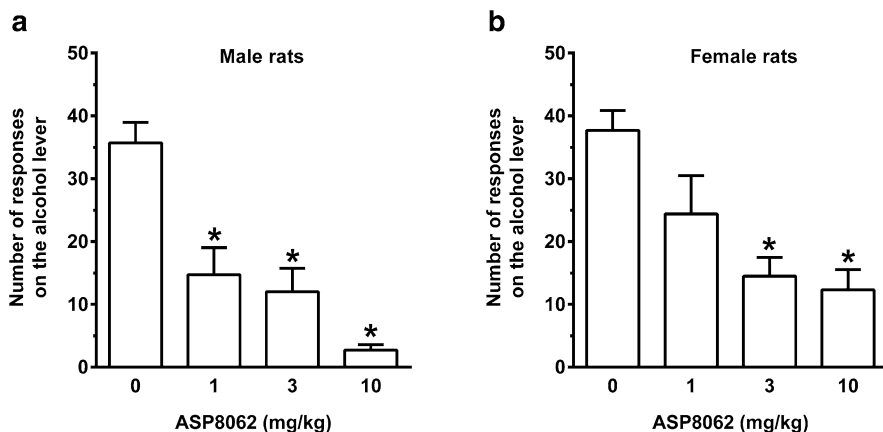 a
Male rats
Number of responses
on the alcohol lever
50
40
30
20
10
0
*
*
*
0 1 3 10
ASP8062 (mg/kg)
b
Female rats
Number of responses
on the alcohol lever
50
40
30
20
10
0
*
*
0 1 3 10
ASP8062 (mg/kg)